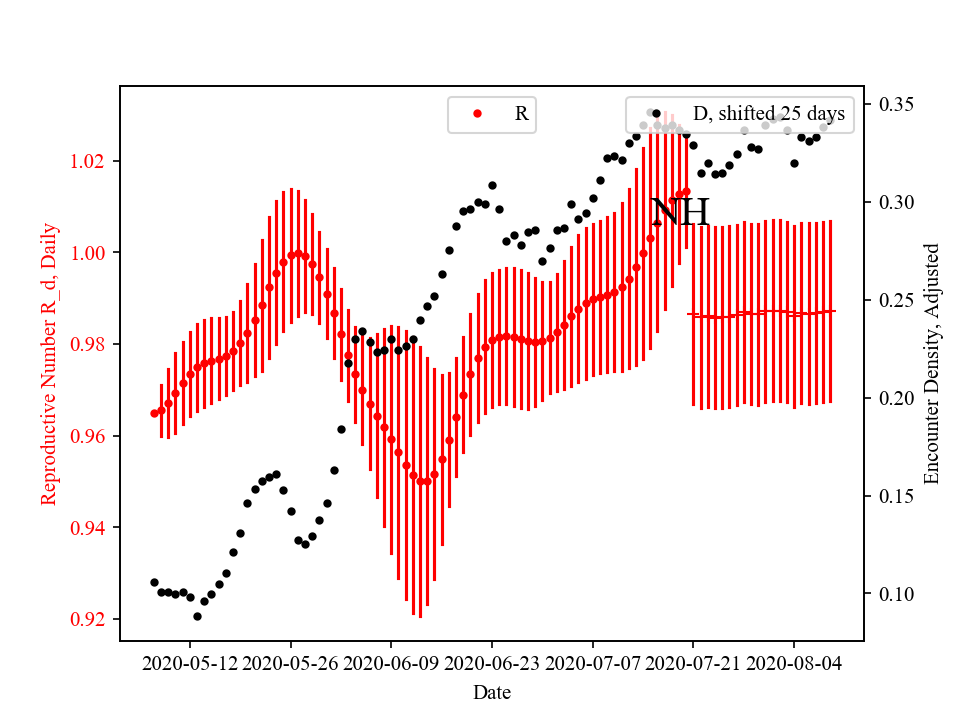 R
D, shifted 25 days
0.35
1.02
NH
0.30
1.00
Reproductive Number R_d, Daily
Encounter Density, Adjusted
0.25
0.98
0.20
0.96
0.15
0.94
0.10
0.92
2020-05-12 2020-05-26 2020-06-09 2020-06-23 2020-07-07 2020-07-21 2020-08-04
Date